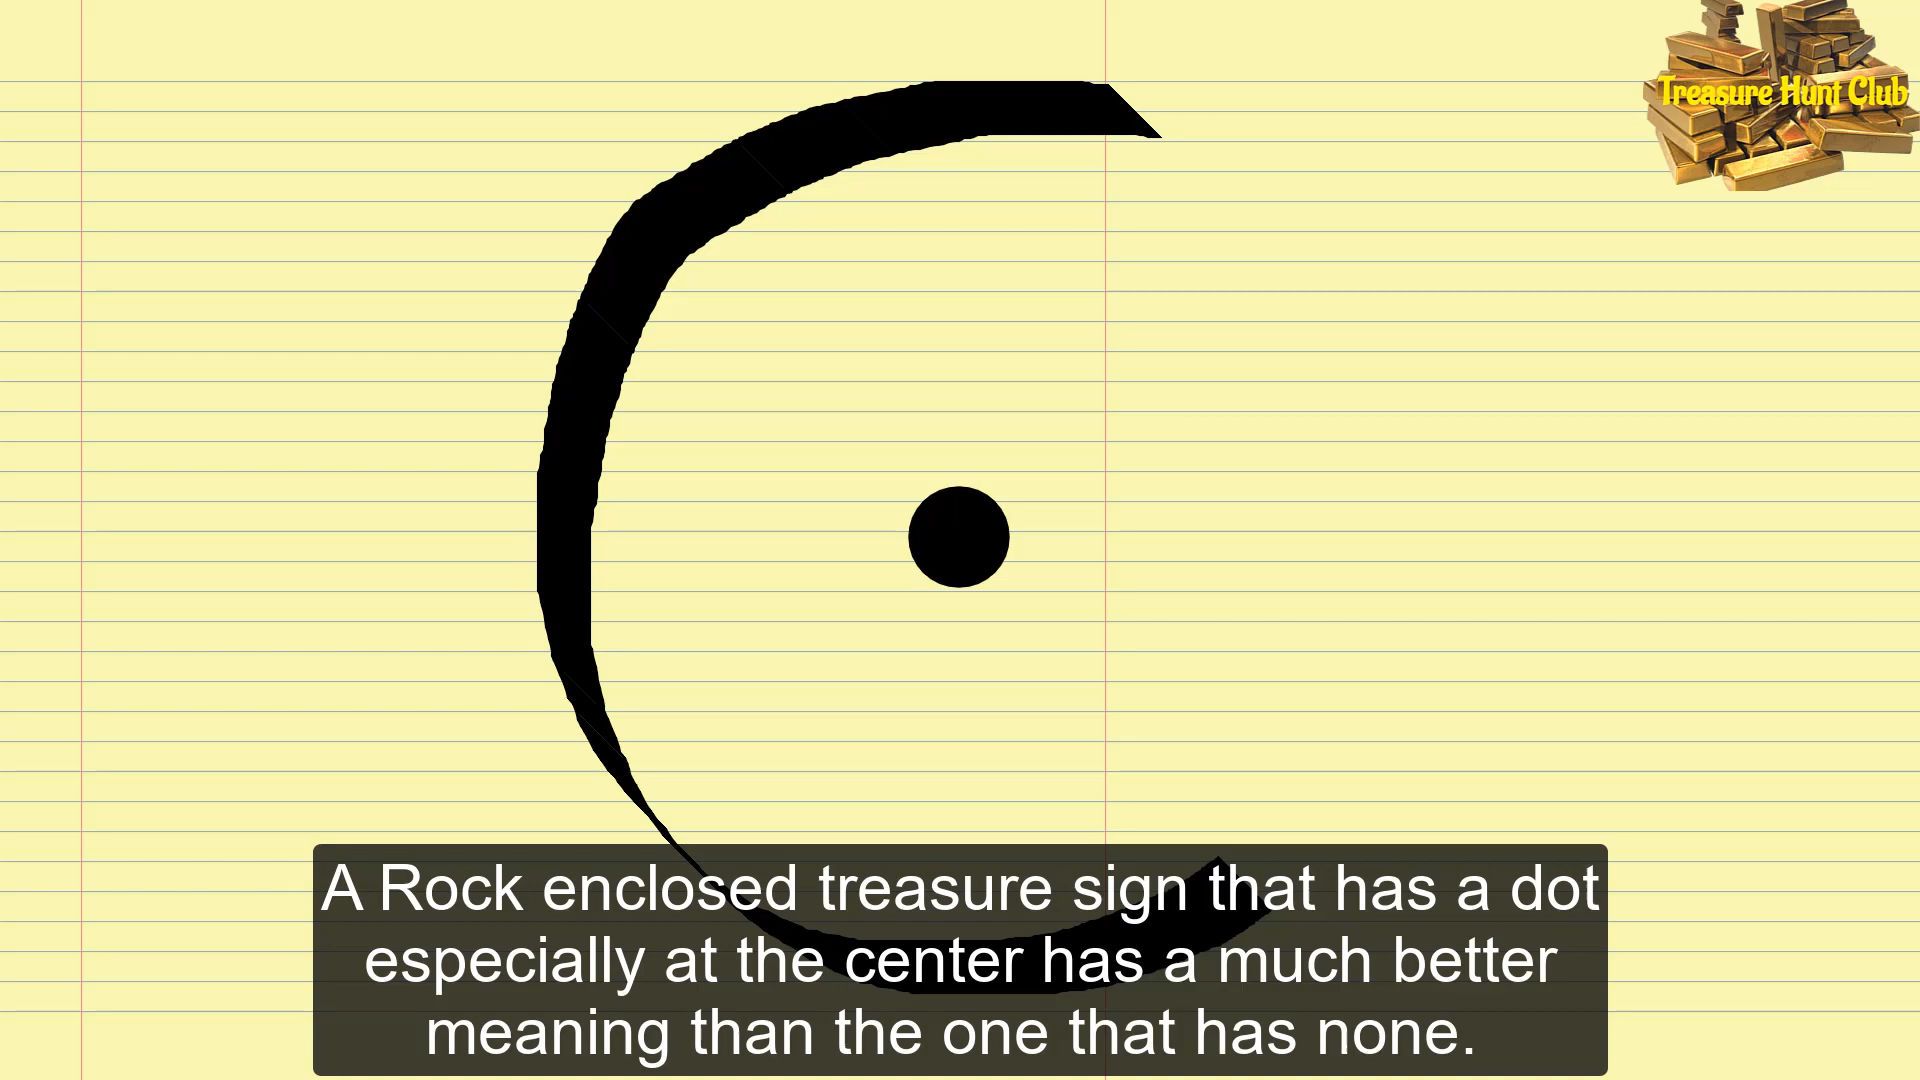 Treasure Hunt Club
A Rock enclosed treasure sign that has a dot
especially at the center has a much better
meaning than the one that has none.